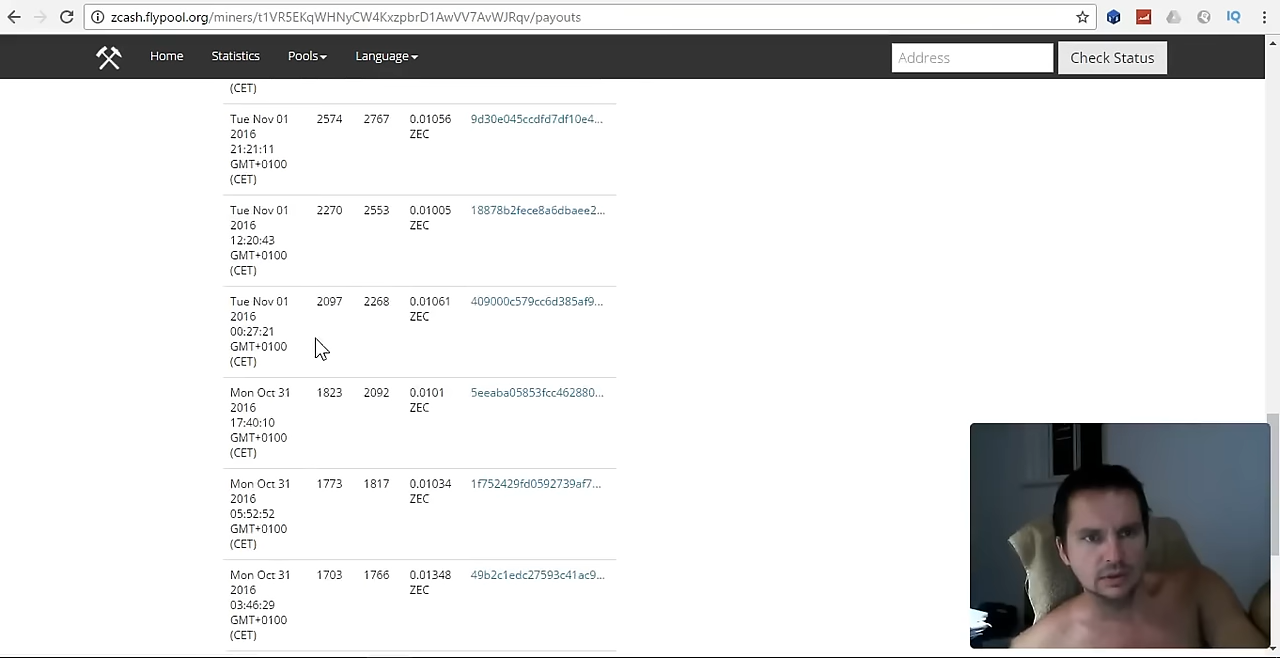 zcash.flypool.org/miners/t1VR5EKqWHNyCW4KxzpbrD1AwVV7AvWJRqv/payouts
IQ
Home Statistics Pools Language Address Check Status
(CET)
Tue Nov 01 2574 2767 0.01056 9d30e045ccdfd7df10e4...
2016 ZEC
21:21:11
GMT+0100
(CET)
Tue Nov 01 2270 2553 0.01005 18878b2fece8a6dbaee2...
2016 ZEC
12:20:43
GMT+0100
(CET)
Tue Nov 01 2097 2268 0.01061 409000c579cc6d385af9...
2016 ZEC
00:27:21
GMT+0100
(CET)
Mon Oct 31 1823 2092 0.0101 5eeaba05853fcc462880...
2016 ZEC
17:40:10
GMT+0100
(CET)
Mon Oct 31 1773 1817 0.01034 1f752429fd0592739af7...
2016 ZEC
05:52:52
GMT+0100
(CET)
Mon Oct 31 1703 1766 0.01348 49b2c1edc27593c41ac9...
2016 ZEC
03:46:29
GMT+0100
(CET)